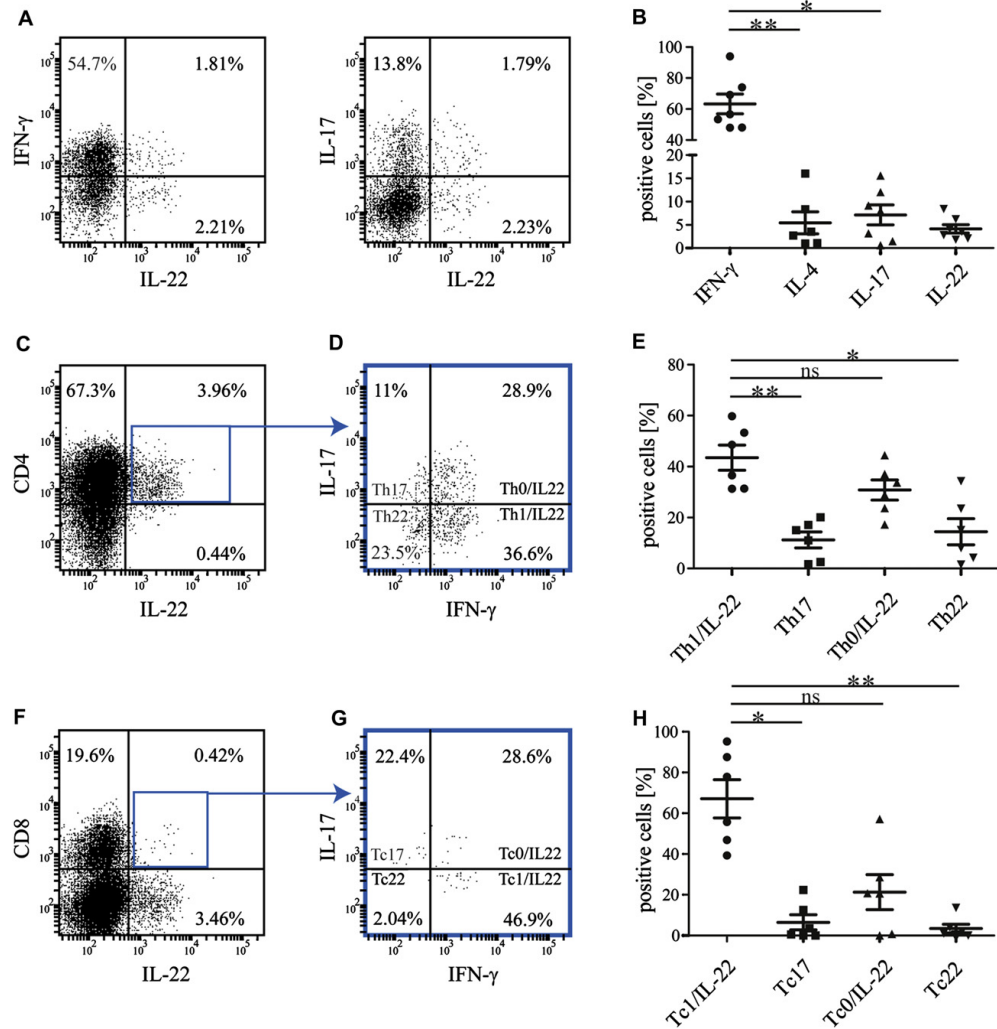 A
54.7%
1.81%
2.21%
IFN-γ
10⁵
10⁴
10³
10²
10² 10³ 10⁴ 10⁵
IL-22
13.8%
1.79%
2.23%
IL-17
10⁵
10⁴
10³
10²
10² 10³ 10⁴ 10⁵
IL-22
B
*
**
positive cells [%]
100
80
60
40
20
15
10
5
0
IFN-γ IL-4 IL-17 IL-22
C
67.3%
3.96%
0.44%
CD4
10⁵
10⁴
10³
10²
10² 10³ 10⁴ 10⁵
IL-22
D
11%
28.9%
Th17 Th0/IL22
Th22 Th1/IL22
23.5% 36.6%
IL-17
10⁵
10⁴
10³
10²
10² 10³ 10⁴ 10⁵
IFN-γ
E
*
ns
**
positive cells [%]
80
60
40
20
0
Th1/IL-22 Th17 Th0/IL-22 Th22
F
19.6%
0.42%
3.46%
CD8
10⁵
10⁴
10³
10²
10² 10³ 10⁴ 10⁵
IL-22
G
22.4% 28.6%
Tc17 Tc0/IL22
Tc22 Tc1/IL22
2.04% 46.9%
IL-17
10⁵
10⁴
10³
10²
10² 10³ 10⁴ 10⁵
IFN-γ
H
**
ns
*
positive cells [%]
100
80
60
40
20
0
Tc1/IL-22 Tc17 Tc0/IL-22 Tc22